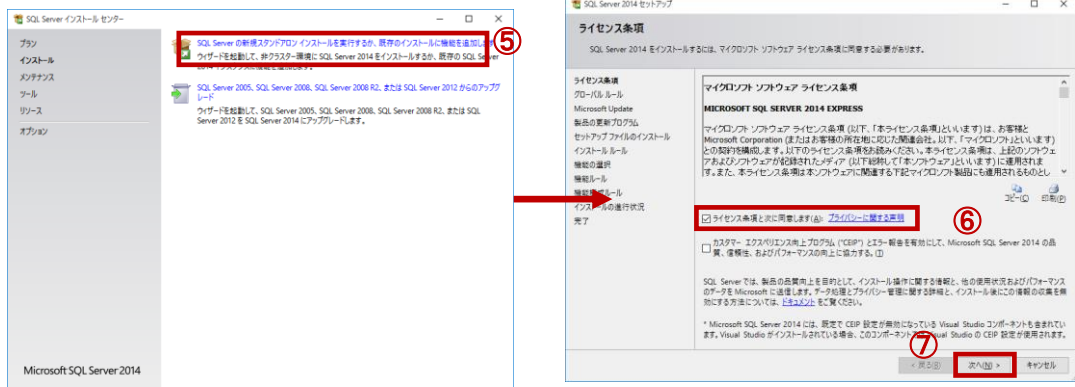 SQL Server インストール センター
プラン
インストール
メンテナンス
ツール
リソース
オプション
SQL Server の新規スタンドアロン インストールを実行するか、既存のインストールに機能を追加し
ウィザードを起動して、非クラスター環境に SQL Server 2014 をインストールするか、既存の SQL Server
2014 インスタンスの機能を追加します。
⑤
SQL Server 2005、SQL Server 2008、SQL Server 2008 R2、または SQL Server 2012 からのアップグ
レード
ウィザードを起動して、SQL Server 2005、SQL Server 2008、SQL Server 2008 R2、または SQL
Server 2012 を SQL Server 2014 にアップグレードします。
Microsoft SQL Server 2014
SQL Server 2014 セットアップ
ライセンス条項
SQL Server 2014 をインストールするには、マイクロソフト ソフトウェア ライセンス条項に同意する必要があります。
ライセンス条項
グローバル ルール
Microsoft Update
製品の更新プログラム
セットアップ ファイルのインストール
インストール ルール
機能の選択
機能ルール
機能構成ルール
インストールの進行状況
完了
マイクロソフト ソフトウェア ライセンス条項
MICROSOFT SQL SERVER 2014 EXPRESS
マイクロソフト ソフトウェア ライセンス条項 (以下、「本ライセンス条項」といいます) は、お客様と
Microsoft Corporation (またはお客様の所在地に応じた関連会社。以下、「マイクロソフト」といいます)
との契約を構成します。以下のライセンス条項をお読みください。本ライセンス条項は、上記のソフトウェ
アおよびソフトウェアが記録されたメディア (以下総称して「本ソフトウェア」といいます) に適用されま
す。また、本ライセンス条項は本ソフトウェアに関連する下記マイクロソフト製品にも適用されるものとし
コピー(C) 印刷(P)
ライセンス条項と次に同意します(A): プライバシーに関する声明
⑥
カスタマー エクスペリエンス向上プログラム ("CEIP") とエラー報告を有効にして、Microsoft SQL Server 2014 の品
質、信頼性、およびパフォーマンスの向上に協力する。(I)
SQL Server では、製品の品質向上を目的として、インストール操作に関する情報と、他の使用状況およびパフォーマンス
のデータを Microsoft に送信します。データ処理とプライバシー管理に関する詳細と、インストール後にこの情報の収集を無
効にする方法については、ドキュメント をご覧ください。
* Microsoft SQL Server 2014 には、既定で CEIP 設定が無効になっている Visual Studio コンポーネントも含まれてい
ます。Visual Studio がインストールされている場合、このコンポーネントでは Visual Studio の CEIP 設定が使用されます。
⑦
< 戻る(B) 次へ(N) > キャンセル